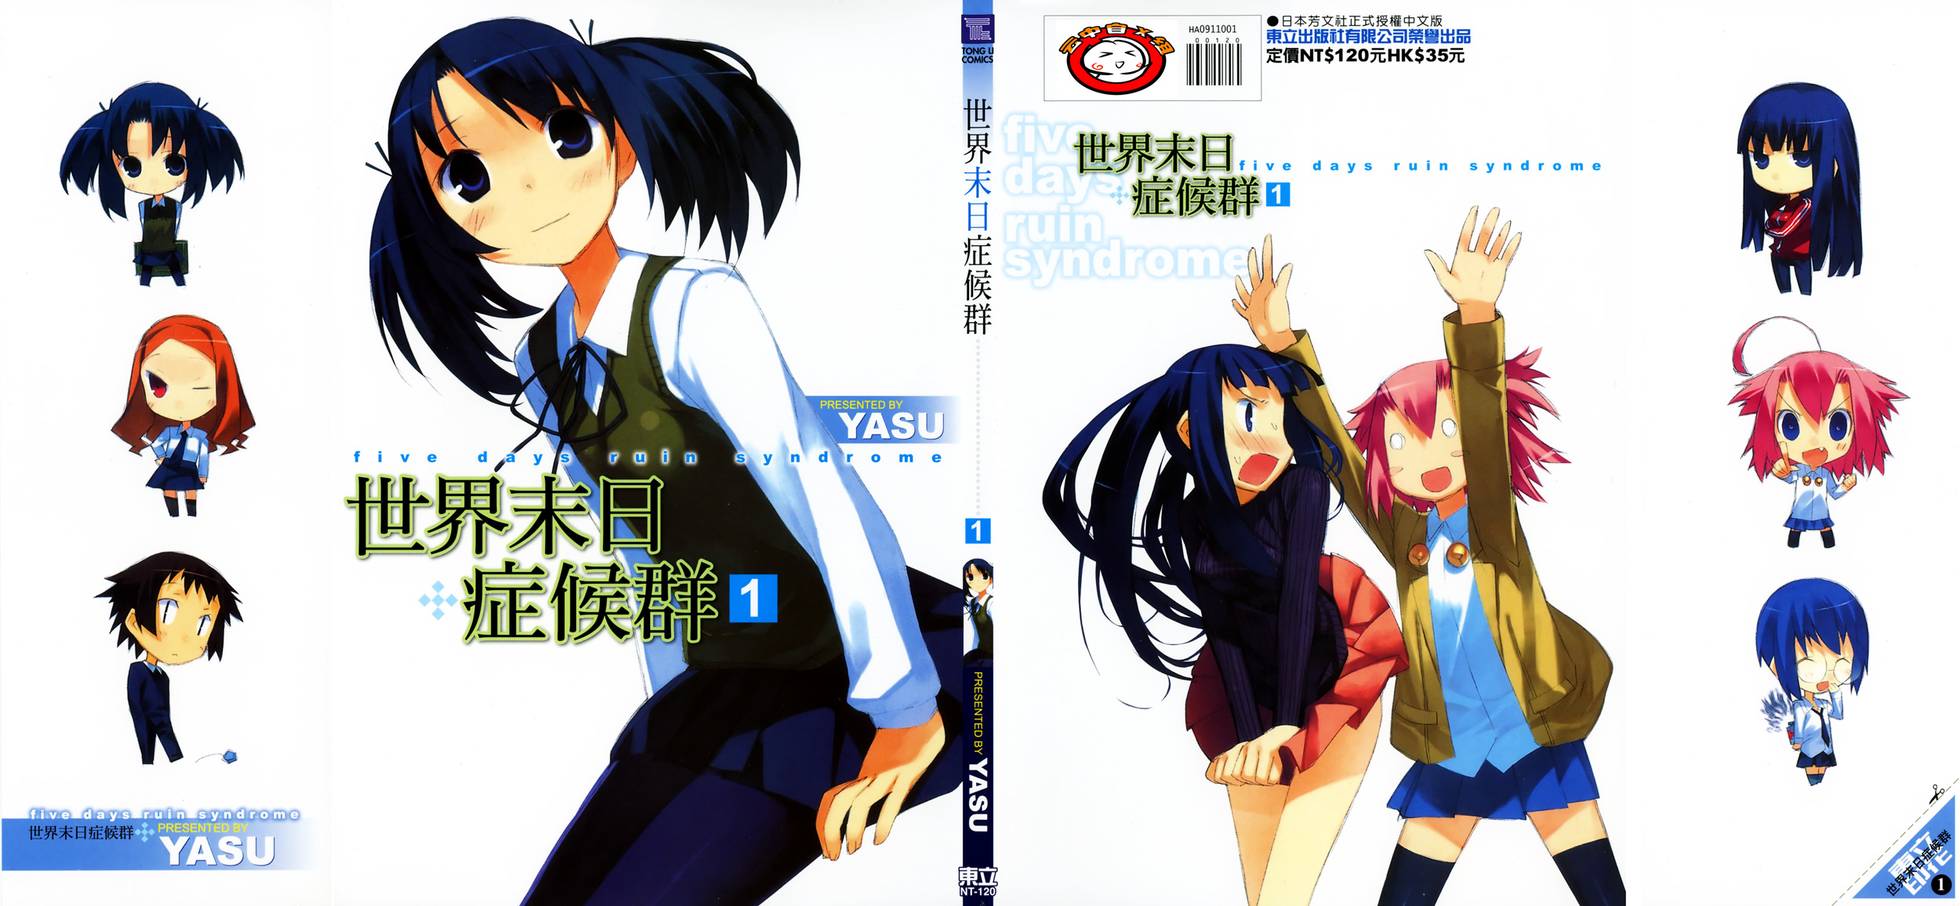 five days ruin syndrome
世界末日症候群
PRESENTED BY
YASU
PRESENTED BY
YASU
five days ruin syndrome
世界末日
症候群 1
TONG LI
COMICS
世界末日症候群
1
PRESENTED BY YASU
東立
NT-120
HA0911001
00120
●日本芳文社正式授權中文版
東立出版社有限公司榮譽出品
定價NT$120元HK$35元
five
days
ruin
syndrome
世界末日
症候群 1
five days ruin syndrome
世界末日症候群
東立
印花
1